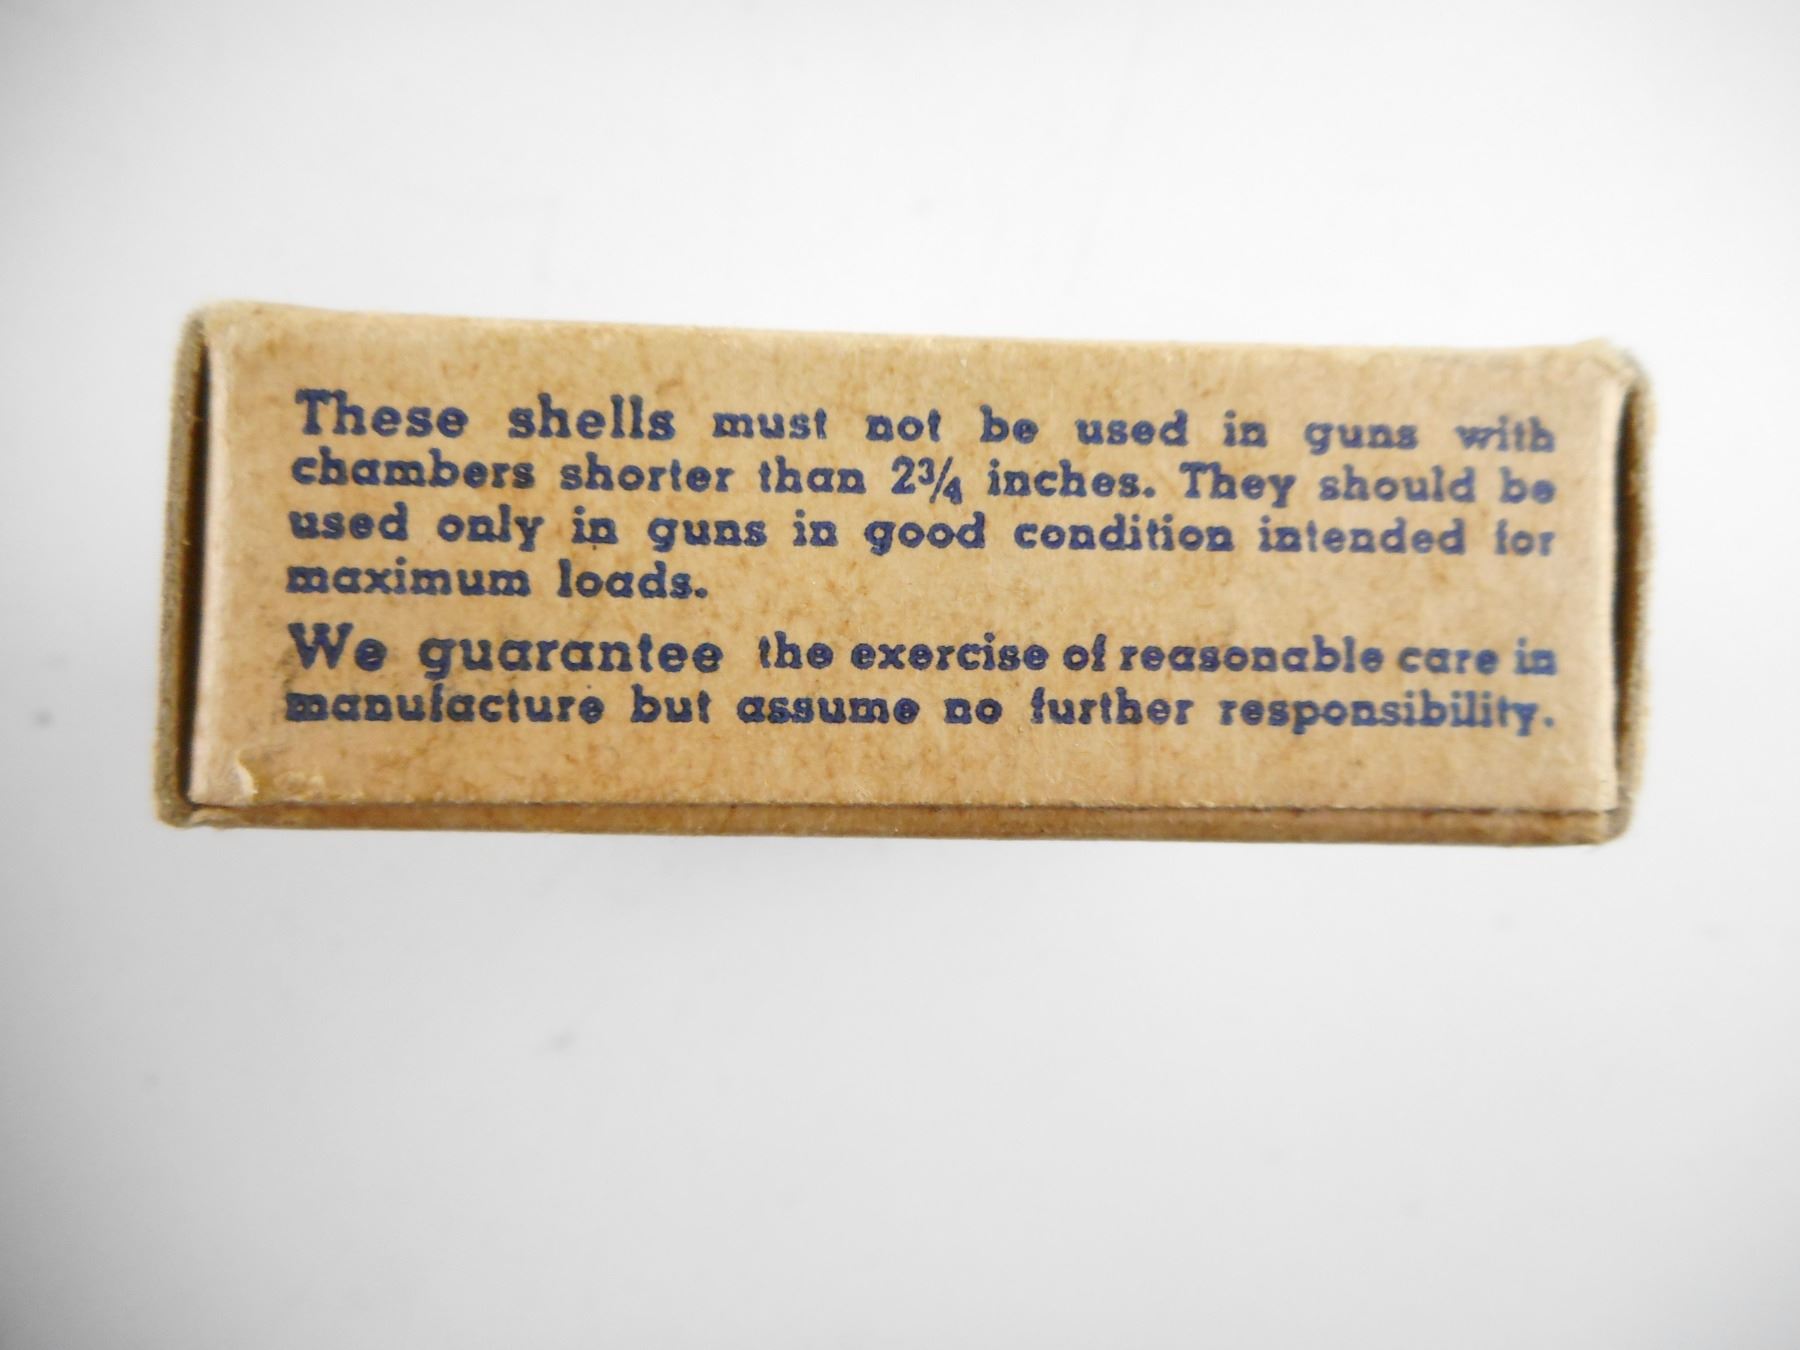 These shells must not be used in guns with
chambers shorter than 2¾ inches. They should be
used only in guns in good condition intended for
maximum loads.
We guarantee the exercise of reasonable care in
manufacture but assume no further responsibility.